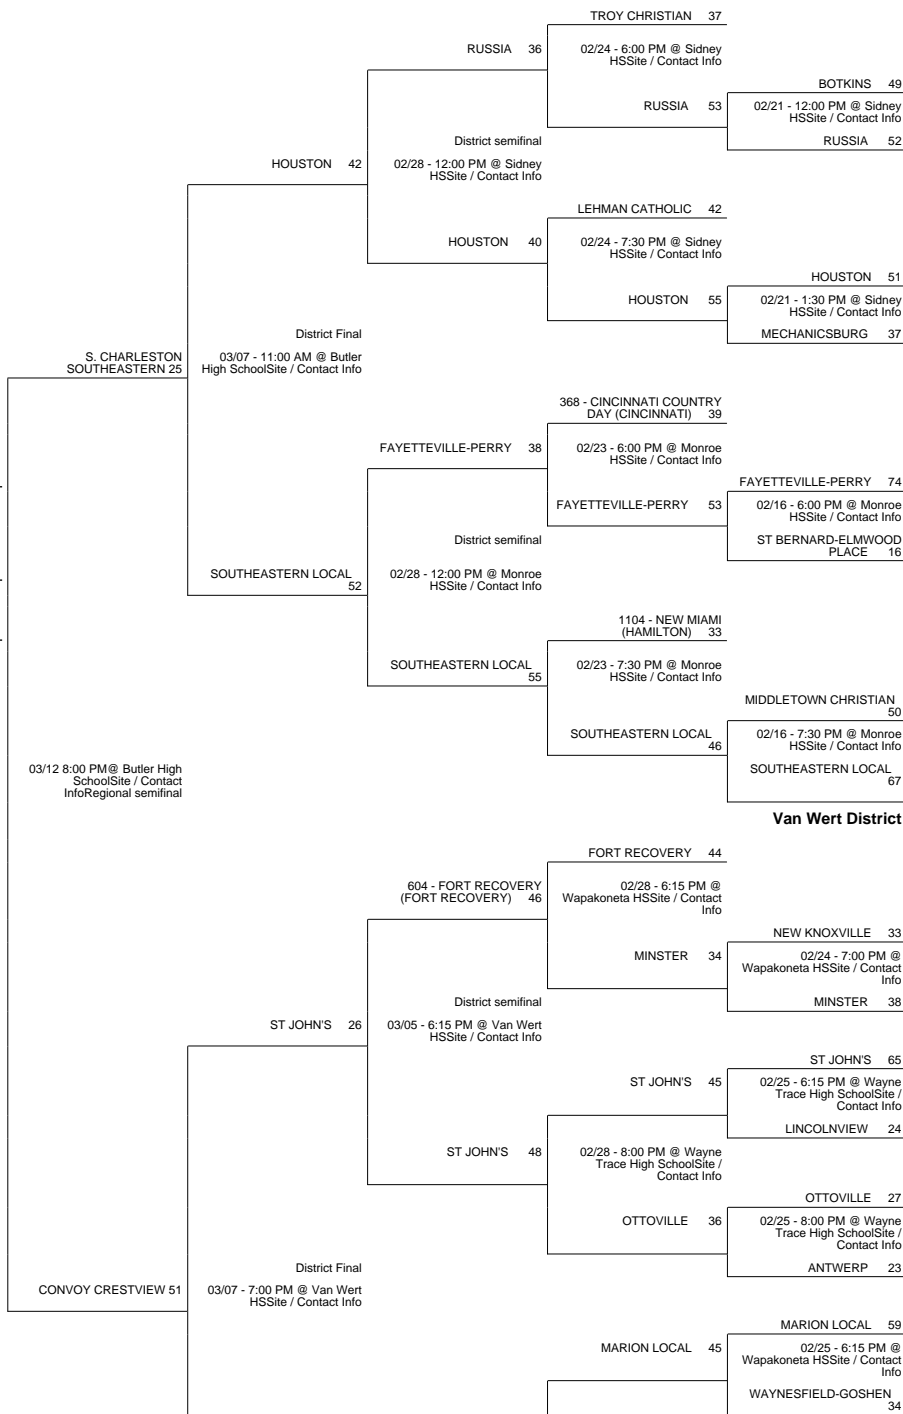 TROY CHRISTIAN 37
RUSSIA 36
02/24 - 6:00 PM @ Sidney
HSSite / Contact Info
BOTKINS 49
RUSSIA 53
02/21 - 12:00 PM @ Sidney
HSSite / Contact Info
District semifinal
RUSSIA 52
HOUSTON 42
02/28 - 12:00 PM @ Sidney
HSSite / Contact Info
LEHMAN CATHOLIC 42
HOUSTON 40
02/24 - 7:30 PM @ Sidney
HSSite / Contact Info
HOUSTON 51
HOUSTON 55
02/21 - 1:30 PM @ Sidney
HSSite / Contact Info
District Final
MECHANICSBURG 37
S. CHARLESTON
SOUTHEASTERN 25
03/07 - 11:00 AM @ Butler
High SchoolSite / Contact Info
368 - CINCINNATI COUNTRY
DAY (CINCINNATI) 39
FAYETTEVILLE-PERRY 38
02/23 - 6:00 PM @ Monroe
HSSite / Contact Info
FAYETTEVILLE-PERRY 74
FAYETTEVILLE-PERRY 53
02/16 - 6:00 PM @ Monroe
HSSite / Contact Info
District semifinal
ST BERNARD-ELMWOOD
PLACE 16
SOUTHEASTERN LOCAL
52
02/28 - 12:00 PM @ Monroe
HSSite / Contact Info
1104 - NEW MIAMI
(HAMILTON) 33
SOUTHEASTERN LOCAL
55
02/23 - 7:30 PM @ Monroe
HSSite / Contact Info
MIDDLETOWN CHRISTIAN
50
SOUTHEASTERN LOCAL
46
02/16 - 7:30 PM @ Monroe
HSSite / Contact Info
SOUTHEASTERN LOCAL
67
03/12 8:00 PM@ Butler High
SchoolSite / Contact
InfoRegional semifinal
Van Wert District
FORT RECOVERY 44
604 - FORT RECOVERY
(FORT RECOVERY) 46
02/28 - 6:15 PM @
Wapakoneta HSSite / Contact
Info
NEW KNOXVILLE 33
MINSTER 34
02/24 - 7:00 PM @
Wapakoneta HSSite / Contact
Info
District semifinal
MINSTER 38
ST JOHN'S 26
03/05 - 6:15 PM @ Van Wert
HSSite / Contact Info
ST JOHN'S 65
ST JOHN'S 45
02/25 - 6:15 PM @ Wayne
Trace High SchoolSite /
Contact Info
LINCOLNVIEW 24
ST JOHN'S 48
02/28 - 8:00 PM @ Wayne
Trace High SchoolSite /
Contact Info
OTTOVILLE 27
OTTOVILLE 36
02/25 - 8:00 PM @ Wayne
Trace High SchoolSite /
Contact Info
District Final
ANTWERP 23
CONVOY CRESTVIEW 51
03/07 - 7:00 PM @ Van Wert
HSSite / Contact Info
MARION LOCAL 59
MARION LOCAL 45
02/25 - 6:15 PM @
Wapakoneta HSSite / Contact
Info
WAYNESFIELD-GOSHEN
34